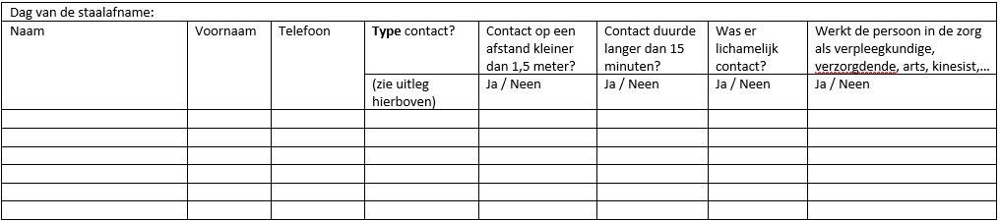 Dag van de staalafname:
Naam
Voornaam
Telefoon
Type contact?
Contact op een
afstand kleiner
dan 1,5 meter?
Contact duurde
langer dan 15
minuten?
Was er
lichamelijk
contact?
Werkt de persoon in de zorg
als verpleegkundige,
verzorgdende, arts, kinesist,...
(zie uitleg
hierboven)
Ja / Neen
Ja / Neen
Ja / Neen
Ja / Neen